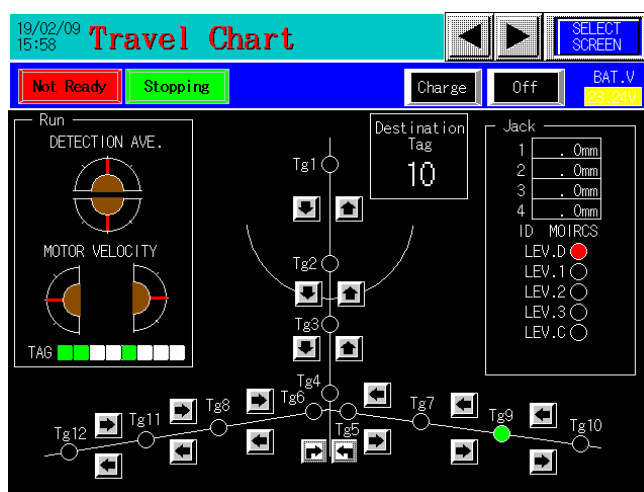 19/02/09
15:58
Travel Chart
SELECT
SCREEN
Not Ready
Stopping
Charge
Off
BAT.V
23.24V
Run
DETECTION AVE.
MOTOR VELOCITY
TAG
Destination
Tag
10
Jack
1 . 0mm
2 . 0mm
3 . 0mm
4 . 0mm
ID MOIRCS
LEV.D
LEV.1
LEV.2
LEV.3
LEV.C
Tg1
Tg2
Tg3
Tg4
Tg6
Tg5
Tg7
Tg8
Tg9
Tg10
Tg11
Tg12